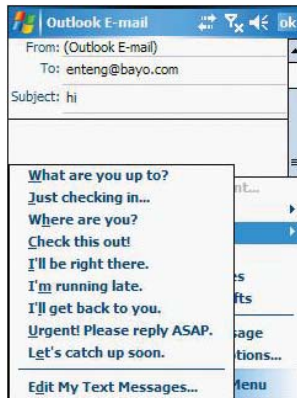 Outlook E-mail
ok
From: (Outlook E-mail)
To: enteng@bayo.com
Subject: hi
What are you up to?
Just checking in...
Where are you?
Check this out!
I'll be right there.
I'm running late.
I'll get back to you.
Urgent! Please reply ASAP.
Let's catch up soon.
Edit My Text Messages...
Menu